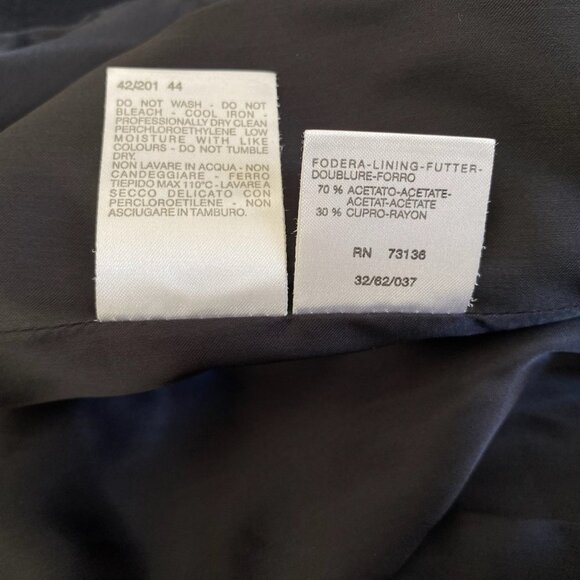 42/201 44
DO NOT WASH - DO NOT
BLEACH - COOL IRON -
PROFESSIONALLY DRY CLEAN
PERCHLOROETHYLENE LOW
MOISTURE WITH LIKE
COLOURS - DO NOT TUMBLE
DRY.
NON LAVARE IN ACQUA - NON
CANDEGGIARE - FERRO
TIEPIDO MAX 110°C - LAVARE A
SECCO DELICATO CON
PERCLOROETILENE - NON
ASCIUGARE IN TAMBURO.
FODERA-LINING-FUTTER-
DOUBLURE-FORRO
70 % ACETATO-ACETATE-
ACETAT-ACÉTATE
30 % CUPRO-RAYON
RN 73136
32/62/037